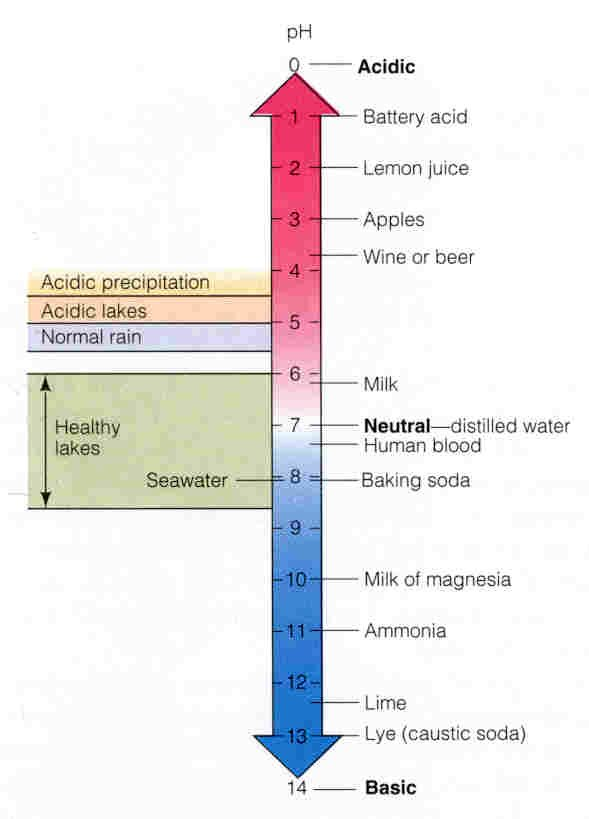 pH
0 Acidic
1 Battery acid
2 Lemon juice
3 Apples
Wine or beer
4
Acidic precipitation
Acidic lakes
5
Normal rain
6
Milk
7 Neutral—distilled water
Healthy
lakes
Human blood
Seawater 8 Baking soda
9
10 Milk of magnesia
11 Ammonia
12
Lime
13 Lye (caustic soda)
14 Basic